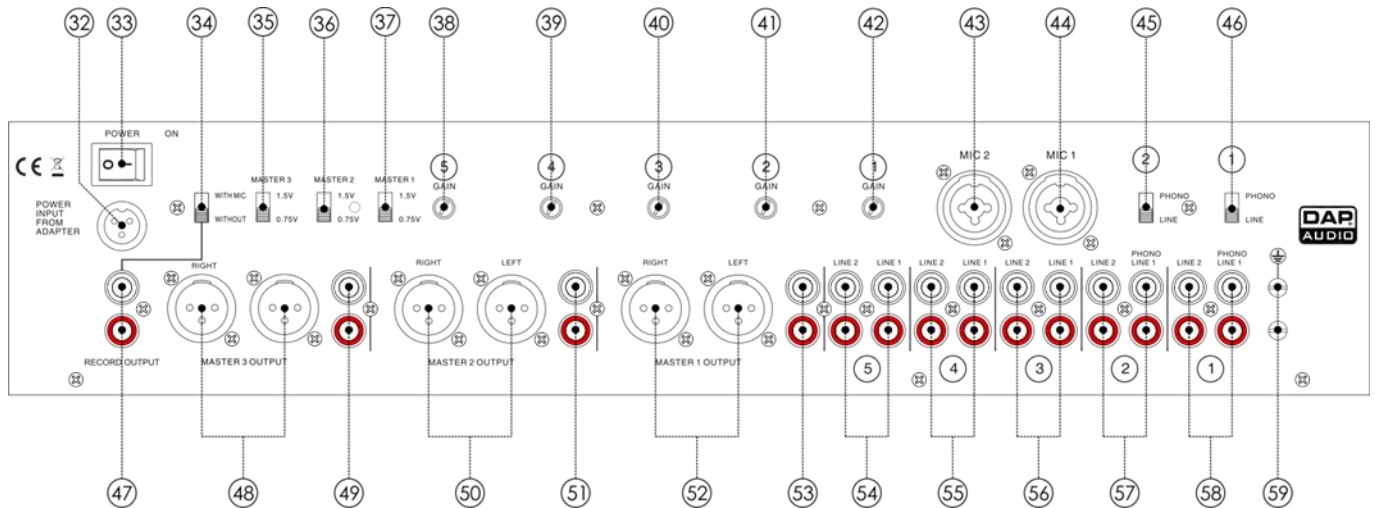 32 33 34 35 36 37 38 39 40 41 42 43 44 45 46
POWER ON
CE
POWER
INPUT
FROM
ADAPTER
WITH MIC
WITHOUT
MASTER 3
1.5V
0.75V
MASTER 2
1.5V
0.75V
MASTER 1
1.5V
0.75V
5
GAIN
4
GAIN
3
GAIN
2
GAIN
1
GAIN
MIC 2
MIC 1
2
PHONO
LINE
1
PHONO
LINE
DAP
AUDIO
RIGHT
RIGHT LEFT
RIGHT LEFT
LINE 2 LINE 1
LINE 2 LINE 1
LINE 2 LINE 1
LINE 2 PHONO
LINE 1
LINE 2 PHONO
LINE 1
RECORD OUTPUT
MASTER 3 OUTPUT
MASTER 2 OUTPUT
MASTER 1 OUTPUT
5 4 3 2 1
47 48 49 50 51 52 53 54 55 56 57 58 59